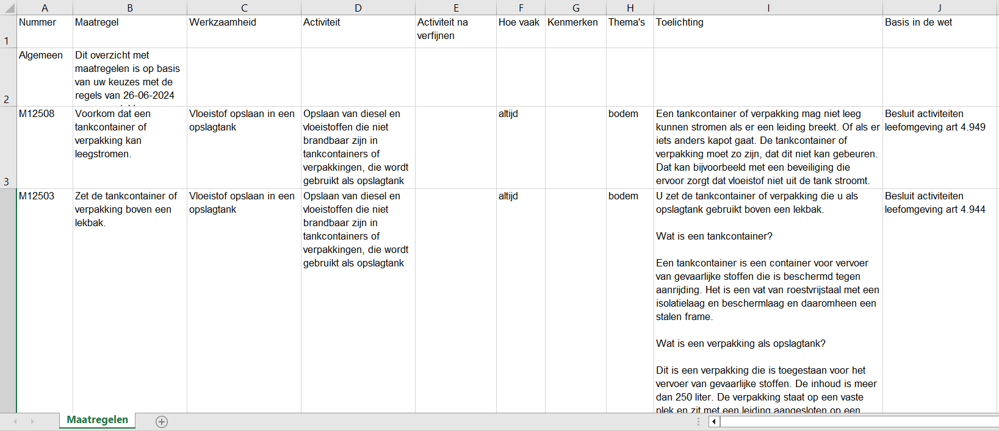 A B C D E F G H I J
1 Nummer Maatregel Werkzaamheid Activiteit Activiteit na verfijnen Hoe vaak Kenmerken Thema's Toelichting Basis in de wet
2 Algemeen
Dit overzicht met
maatregelen is op basis
van uw keuzes met de
regels van 26-06-2024
3 M12508
Voorkom dat een
tankcontainer of
verpakking kan
leegstromen.
Vloeistof opslaan in een
opslagtank
Opslaan van diesel en
vloeistoffen die niet
brandbaar zijn in
tankcontainers of
verpakkingen, die wordt
gebruikt als opslagtank
altijd
bodem
Een tankcontainer of verpakking mag niet leeg
kunnen stromen als er een leiding breekt. Of als er
iets anders kapot gaat. De tankcontainer of
verpakking moet zo zijn, dat dit niet kan gebeuren.
Dat kan bijvoorbeeld met een beveiliging die
ervoor zorgt dat vloeistof niet uit de tank stroomt.
Besluit activiteiten
leefomgeving art 4.949
M12503
Zet de tankcontainer of
verpakking boven een
lekbak.
Vloeistof opslaan in een
opslagtank
Opslaan van diesel en
vloeistoffen die niet
brandbaar zijn in
tankcontainers of
verpakkingen, die wordt
gebruikt als opslagtank
altijd
bodem
U zet de tankcontainer of verpakking die u als
opslagtank gebruikt boven een lekbak.
Wat is een tankcontainer?
Een tankcontainer is een container voor vervoer
van gevaarlijke stoffen die is beschermd tegen
aanrijding. Het is een vat van roestvrijstaal met een
isolatielaag en beschermlaag en daaromheen een
stalen frame.
Wat is een verpakking als opslagtank?
Dit is een verpakking die is toegestaan voor het
vervoer van gevaarlijke stoffen. De inhoud is meer
dan 250 liter. De verpakking staat op een vaste
plek en zit met een leiding aangesloten op een
Besluit activiteiten
leefomgeving art 4.944
Maatregelen